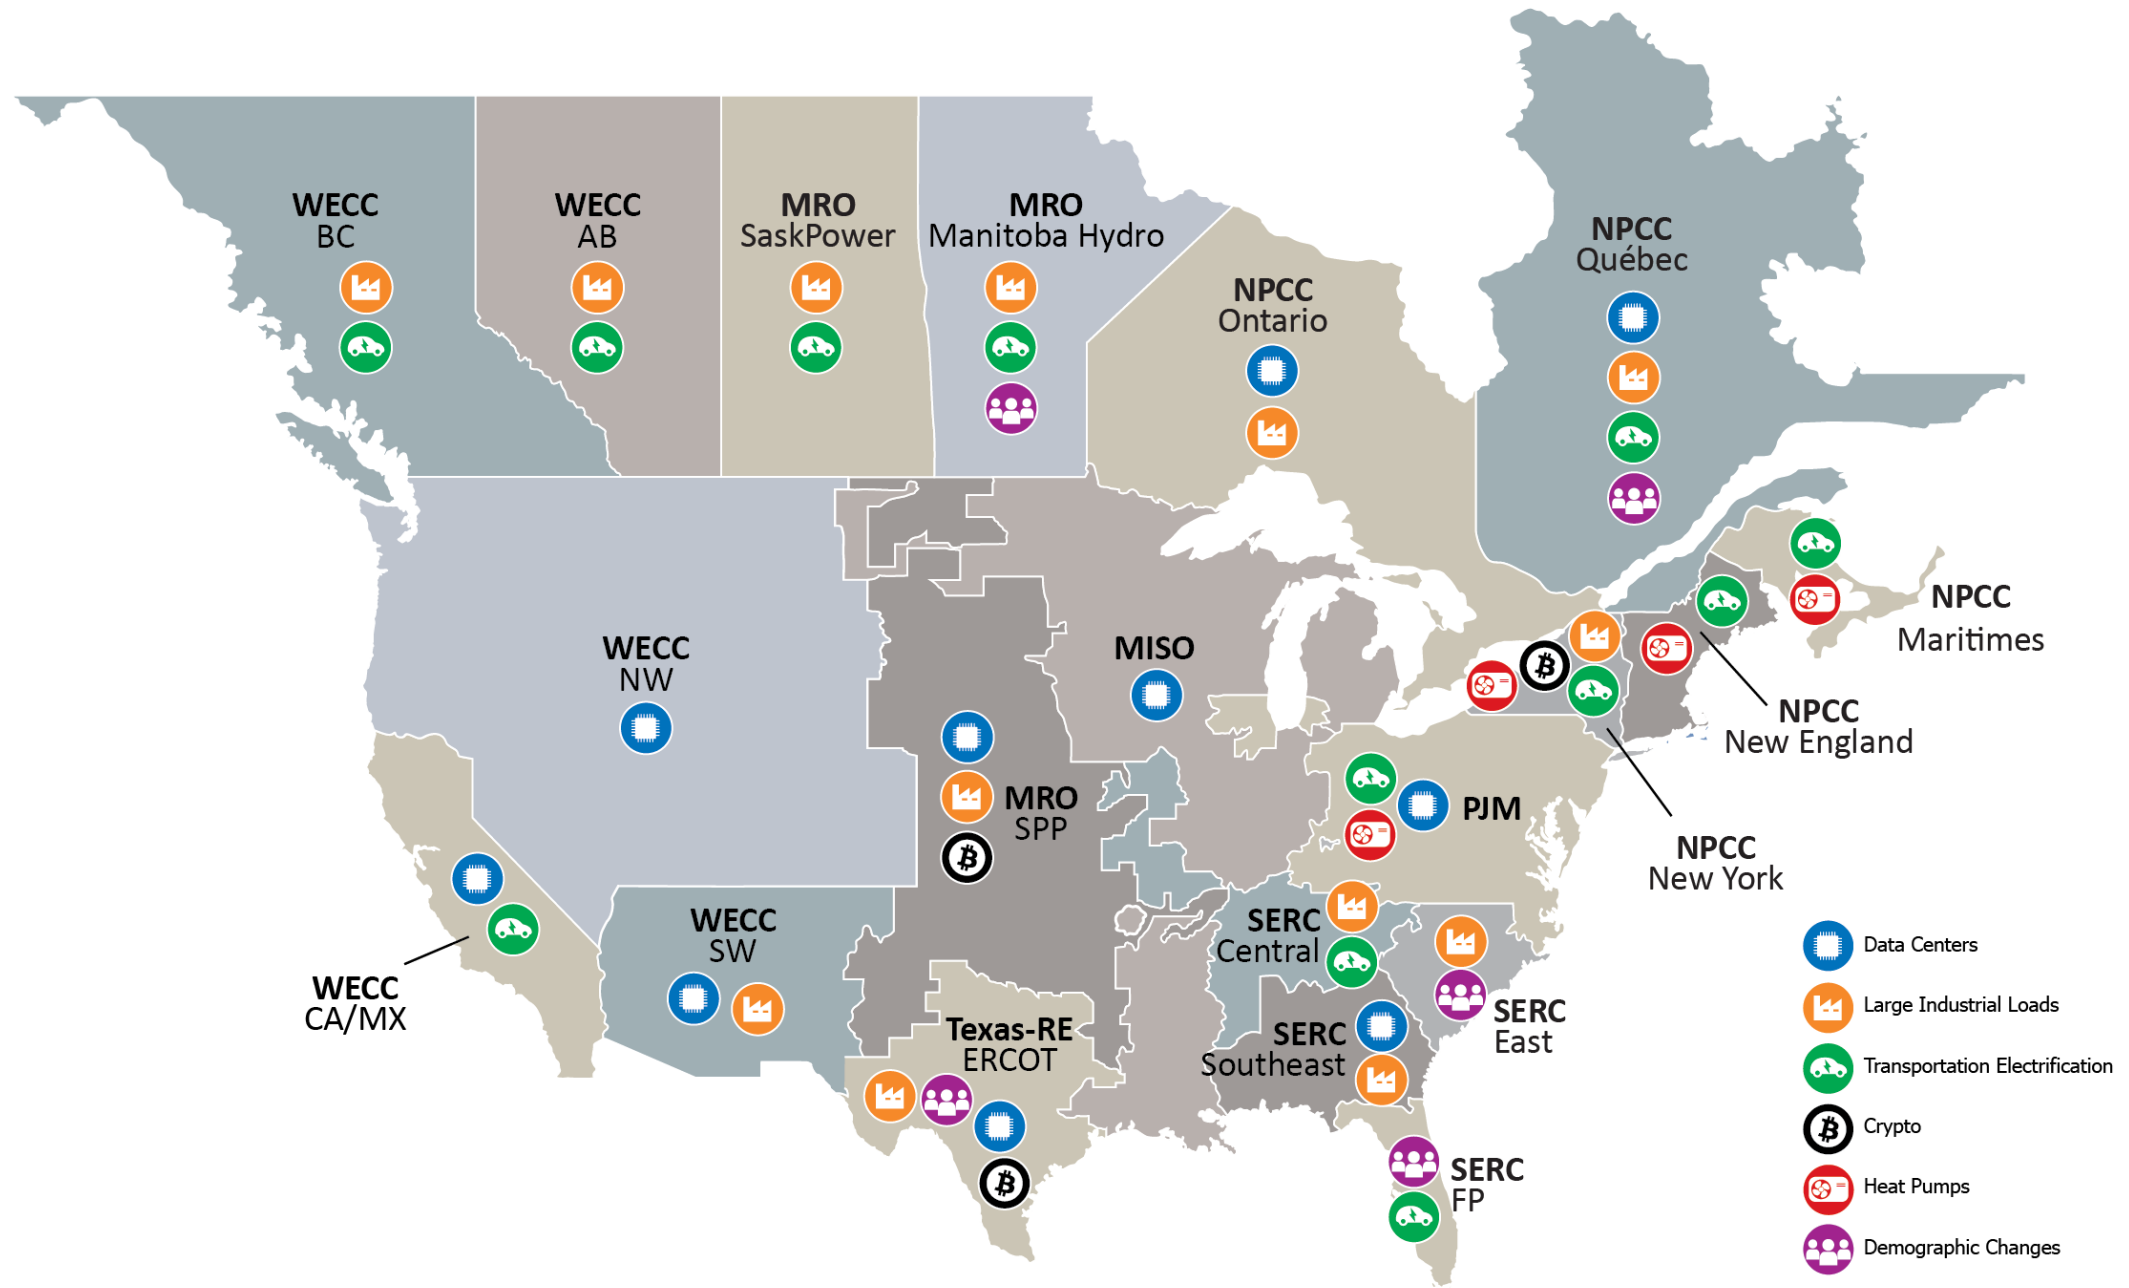 WECC
BC
WECC
AB
MRO
SaskPower
MRO
Manitoba Hydro
NPCC
Ontario
NPCC
Québec
NPCC
Maritimes
WECC
NW
MISO
NPCC
New England
MRO
SPP
PJM
NPCC
New York
WECC
CA/MX
WECC
SW
SERC
Central
SERC
East
Texas-RE
ERCOT
SERC
Southeast
SERC
FP
Data Centers
Large Industrial Loads
Transportation Electrification
Crypto
Heat Pumps
Demographic Changes